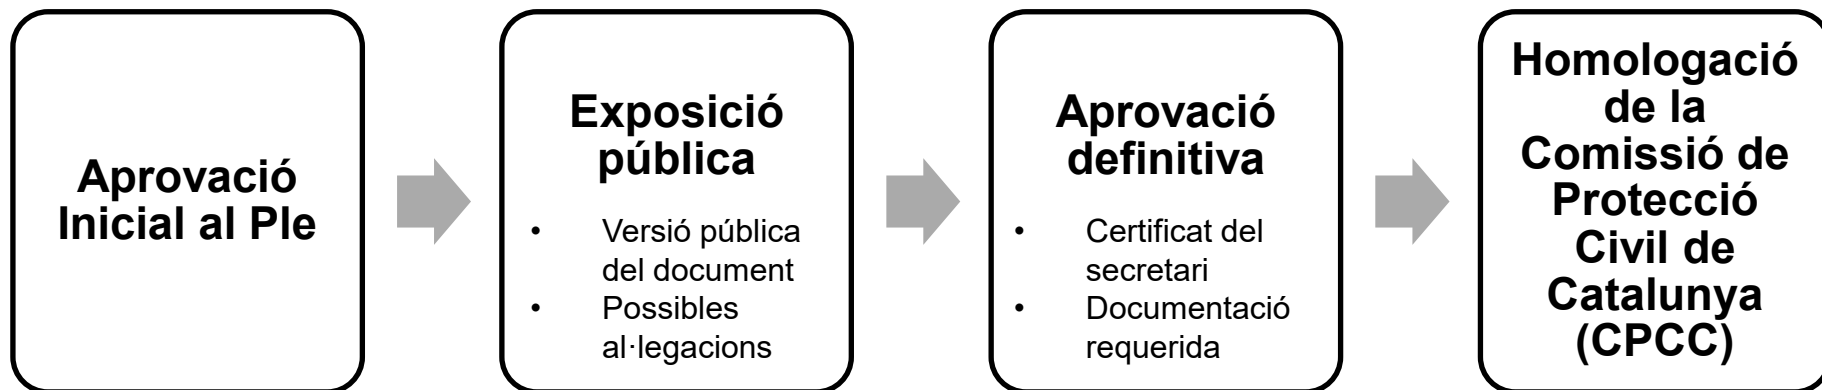 Aprovació
Inicial al Ple
Exposició
pública
• Versió pública
del document
• Possibles
al·legacions
Aprovació
definitiva
• Certificat del
secretari
• Documentació
requerida
Homologació
de la
Comissió de
Protecció
Civil de
Catalunya
(CPCC)